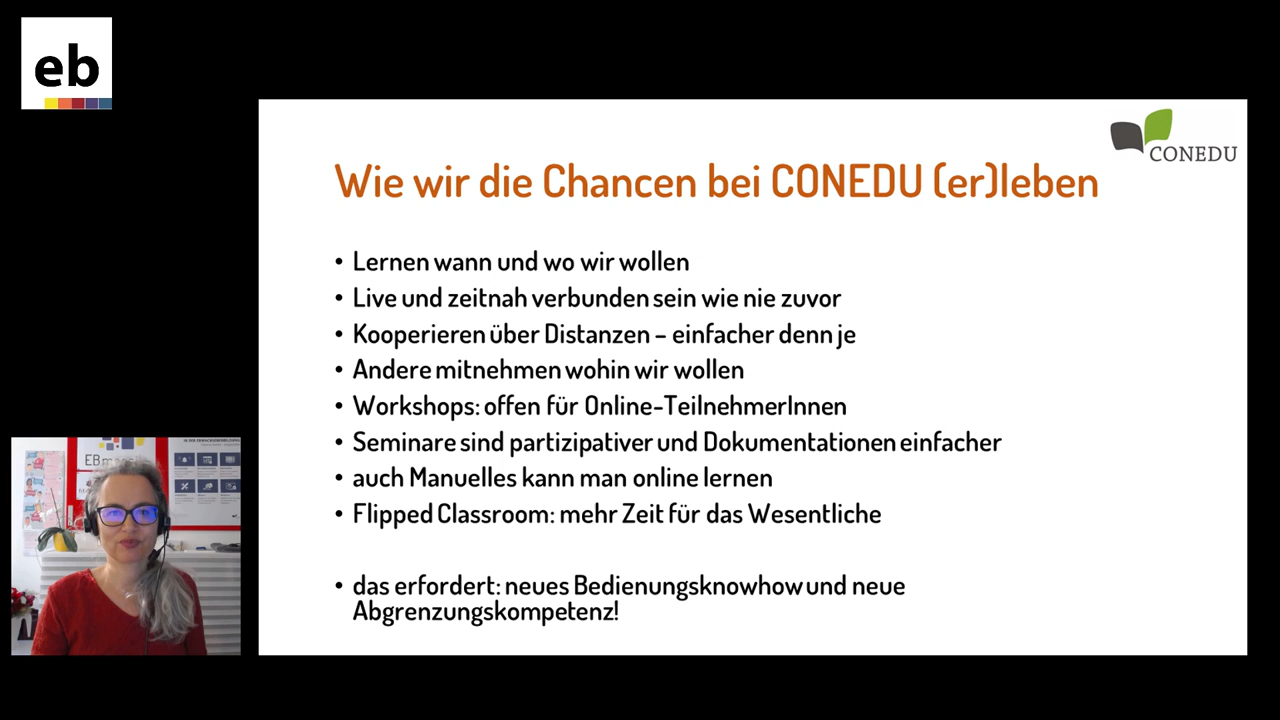 eb
CONEDU
Wie wir die Chancen bei CONEDU (er)leben
• Lernen wann und wo wir wollen
• Live und zeitnah verbunden sein wie nie zuvor
• Kooperieren über Distanzen – einfacher denn je
• Andere mitnehmen wohin wir wollen
• Workshops: offen für Online-TeilnehmerInnen
• Seminare sind partizipativer und Dokumentationen einfacher
• auch Manuelles kann man online lernen
• Flipped Classroom: mehr Zeit für das Wesentliche
• das erfordert: neues Bedienungsknowhow und neue
Abgrenzungskompetenz!